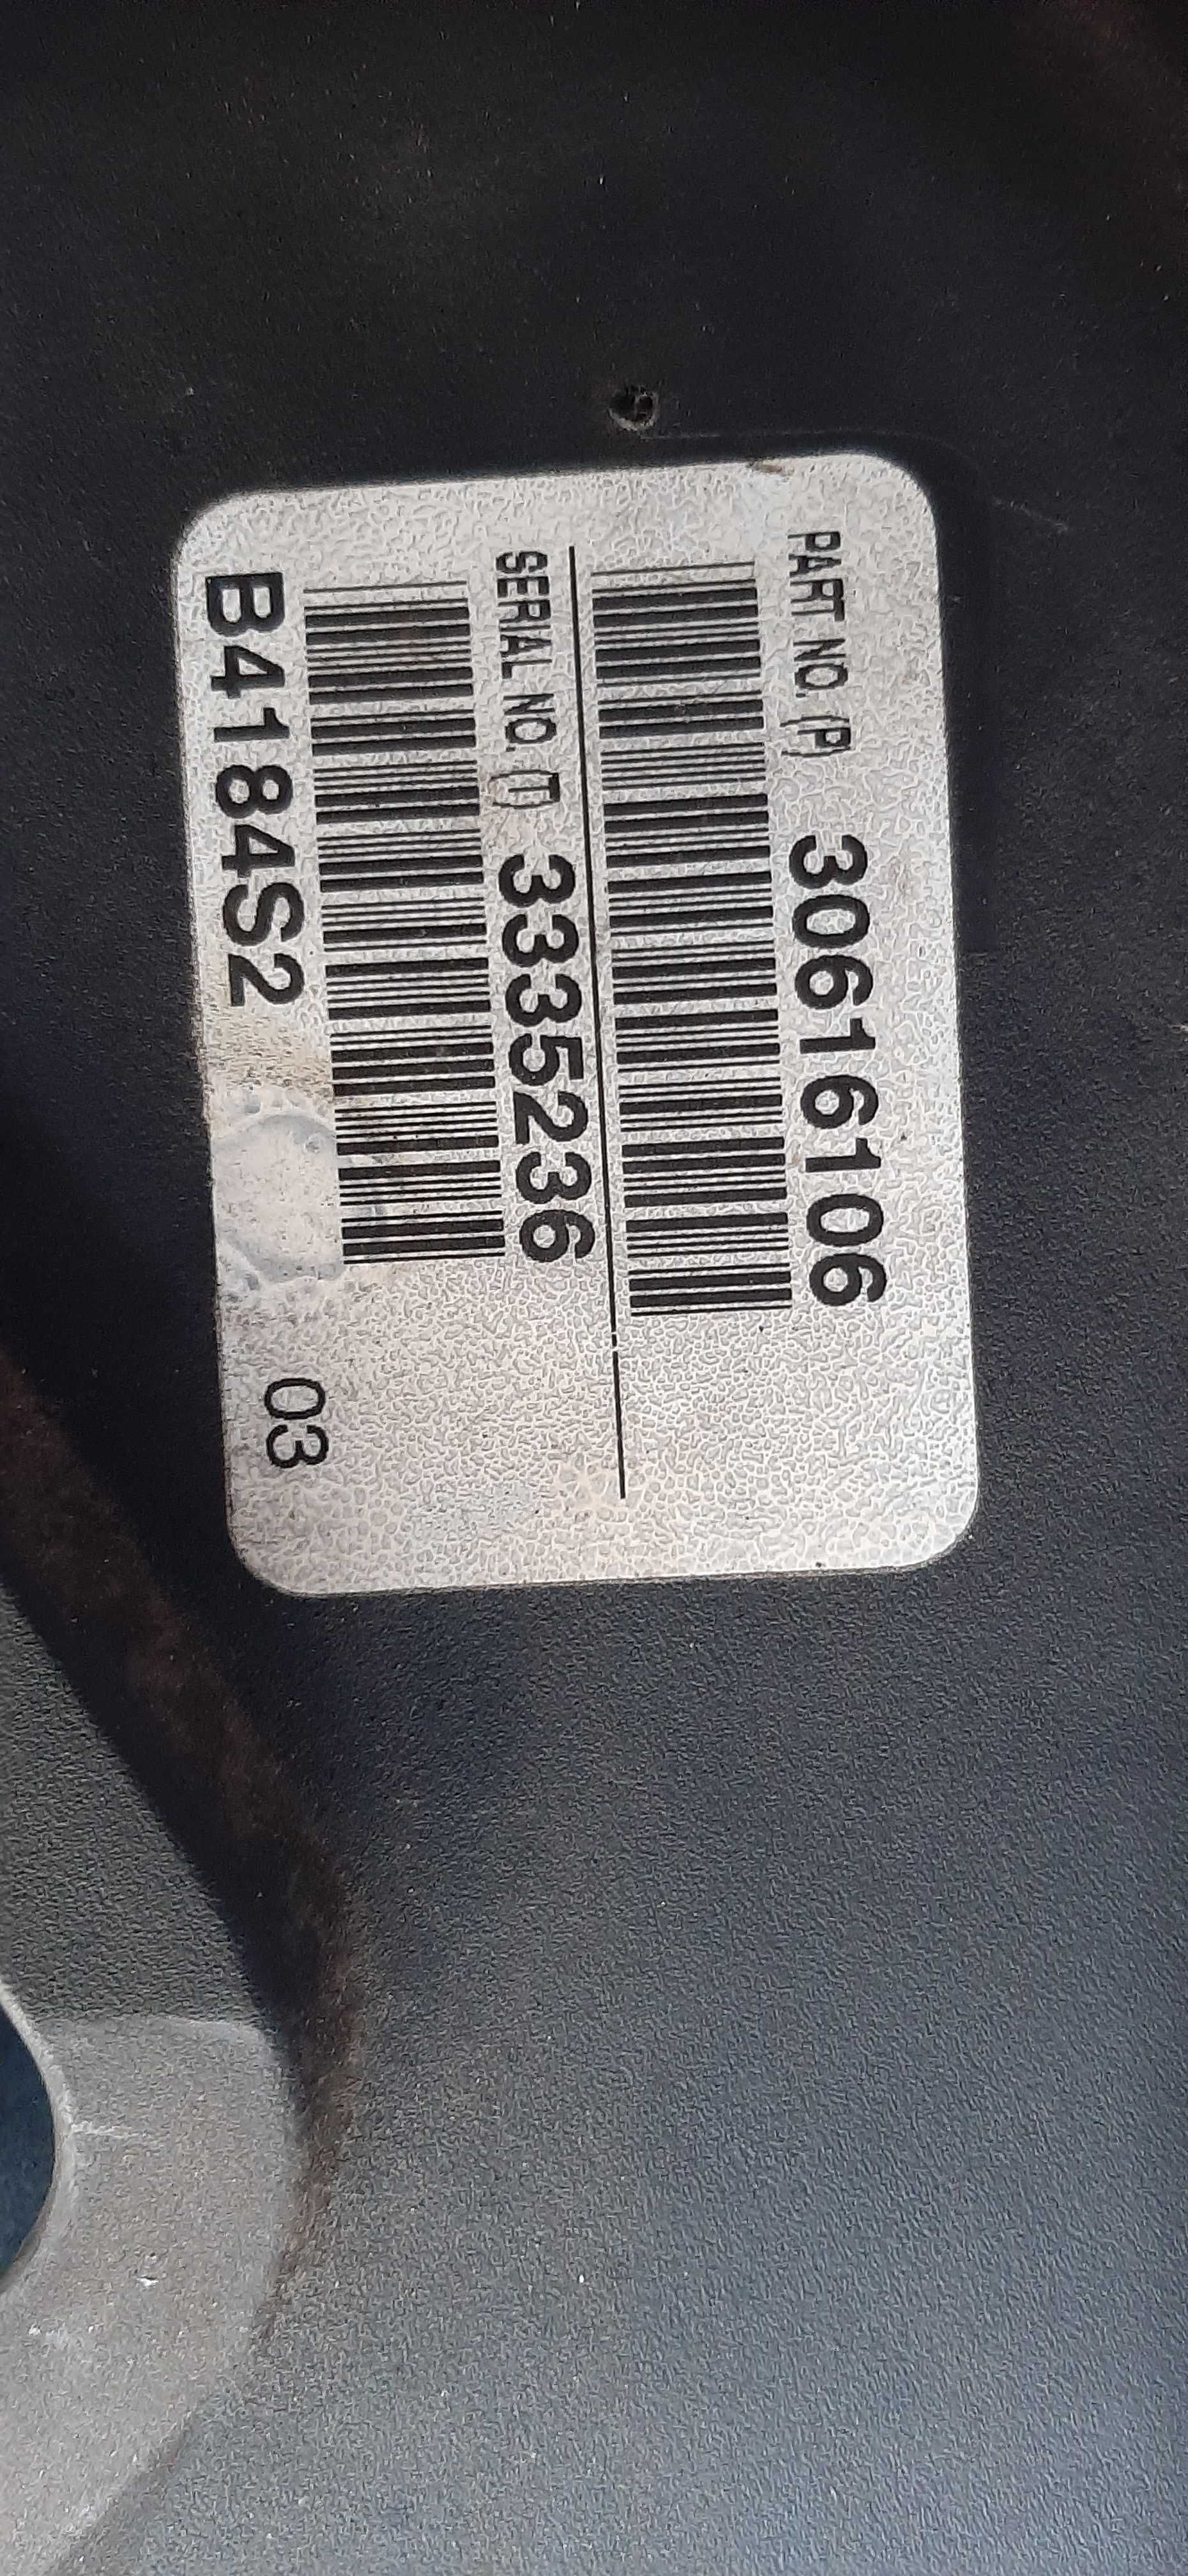 PART NO. (P) 30616106
SERIAL NO. (T) 3335236
B4184S2
03